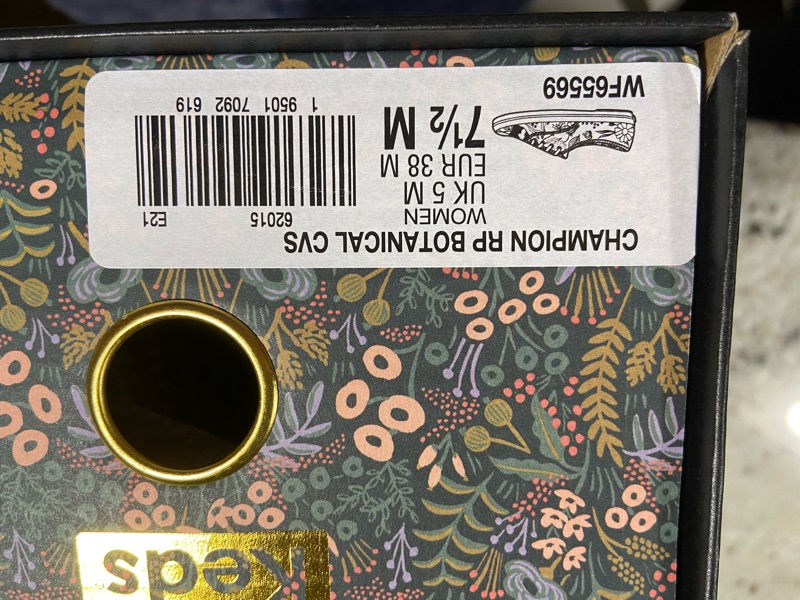 CHAMPION RP BOTANICAL CVS
WOMEN
UK 5 M
EUR 38 M
7½ M
WF65569
62015
E21
1 9501 7092 619
Keds